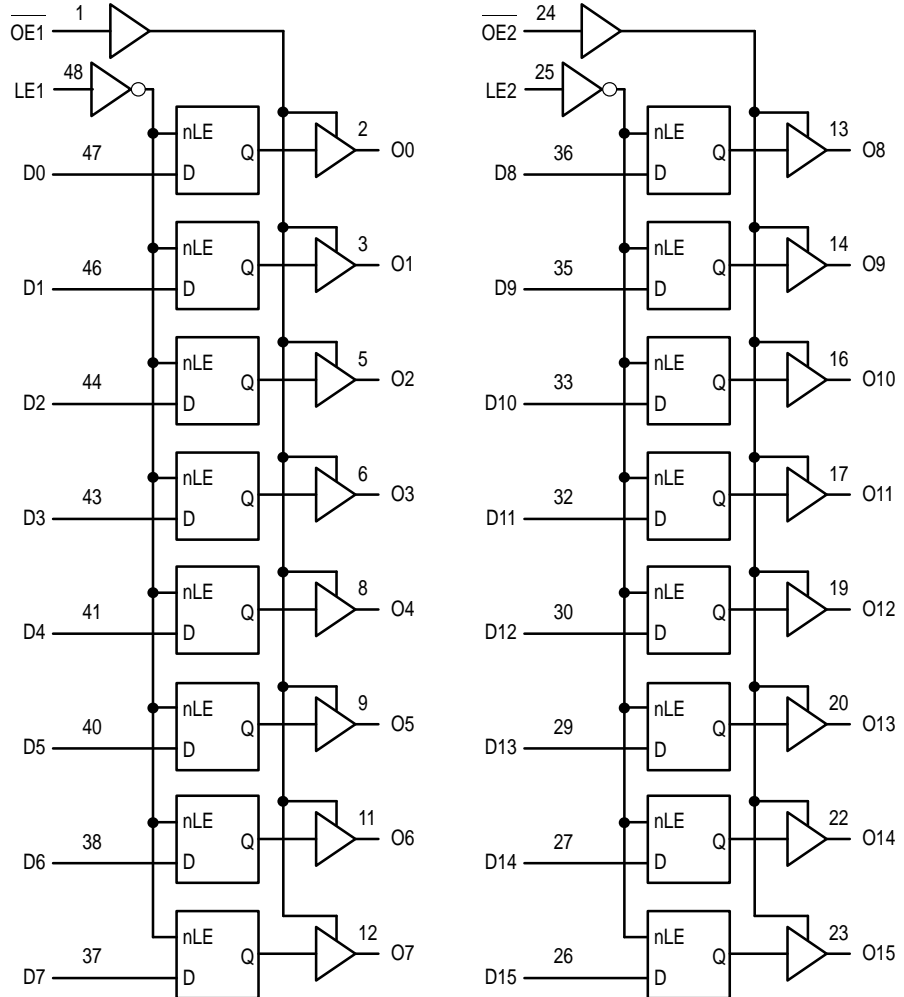 1
O̅E̅1̅
48
LE1
nLE
2
47
Q
O0
D0
D
nLE
3
46
Q
O1
D1
D
nLE
5
44
Q
O2
D2
D
nLE
6
43
Q
O3
D3
D
nLE
8
41
Q
O4
D4
D
nLE
9
40
Q
O5
D5
D
nLE
11
38
Q
O6
D6
D
nLE
12
37
Q
O7
D7
D
24
O̅E̅2̅
25
LE2
nLE
13
36
Q
O8
D8
D
nLE
14
35
Q
O9
D9
D
nLE
16
33
Q
O10
D10
D
nLE
17
32
Q
O11
D11
D
nLE
19
30
Q
O12
D12
D
nLE
20
29
Q
O13
D13
D
nLE
22
27
Q
O14
D14
D
nLE
23
26
Q
O15
D15
D